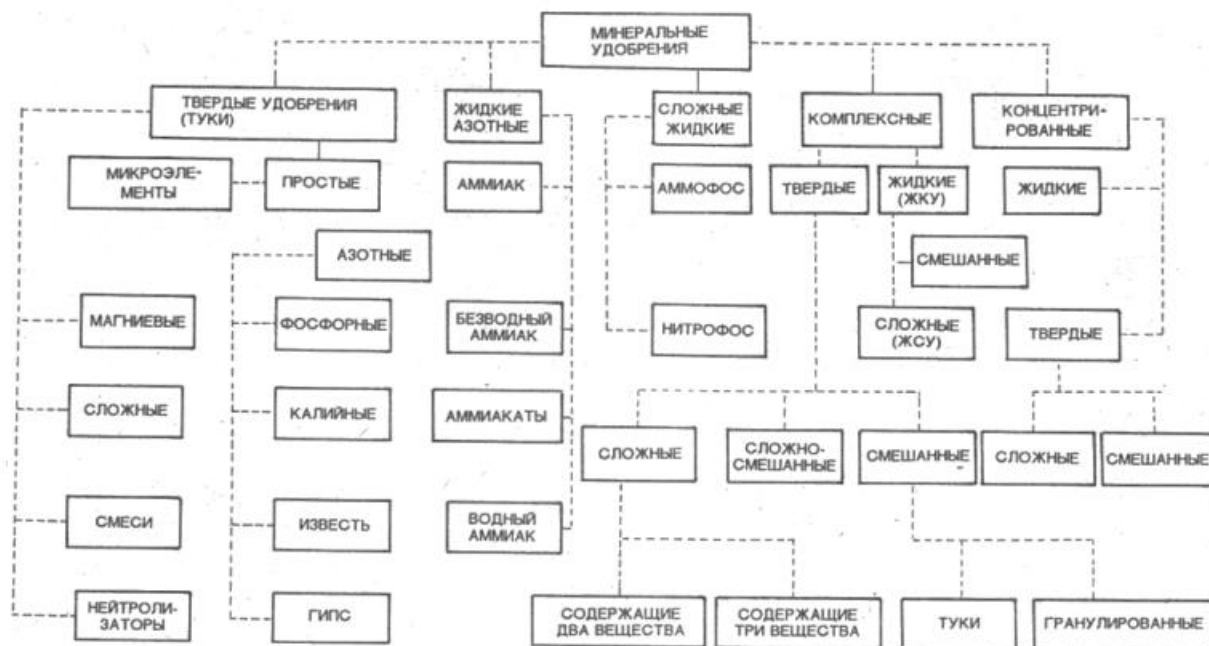 МИНЕРАЛЬНЫЕ
УДОБРЕНИЯ
ТВЕРДЫЕ УДОБРЕНИЯ
(ТУКИ)
ЖИДКИЕ
АЗОТНЫЕ
СЛОЖНЫЕ
ЖИДКИЕ
КОМПЛЕКСНЫЕ
КОНЦЕНТРИ-
РОВАННЫЕ
МИКРОЭЛЕ-
МЕНТЫ
ПРОСТЫЕ
АММИАК
АММОФОС
ТВЕРДЫЕ
ЖИДКИЕ
(ЖКУ)
ЖИДКИЕ
АЗОТНЫЕ
СМЕШАННЫЕ
МАГНИЕВЫЕ
ФОСФОРНЫЕ
БЕЗВОДНЫЙ
АММИАК
НИТРОФОС
СЛОЖНЫЕ
(ЖСУ)
ТВЕРДЫЕ
СЛОЖНЫЕ
КАЛИЙНЫЕ
АММИАКАТЫ
СЛОЖНЫЕ
СЛОЖНО-
СМЕШАННЫЕ
СМЕШАННЫЕ
СЛОЖНЫЕ
СМЕШАННЫЕ
СМЕСИ
ИЗВЕСТЬ
ВОДНЫЙ
АММИАК
НЕЙТРОЛИ-
ЗАТОРЫ
ГИПС
СОДЕРЖАЩИЕ
ДВА ВЕЩЕСТВА
СОДЕРЖАЩИЕ
ТРИ ВЕЩЕСТВА
ТУКИ
ГРАНУЛИРОВАННЫЕ